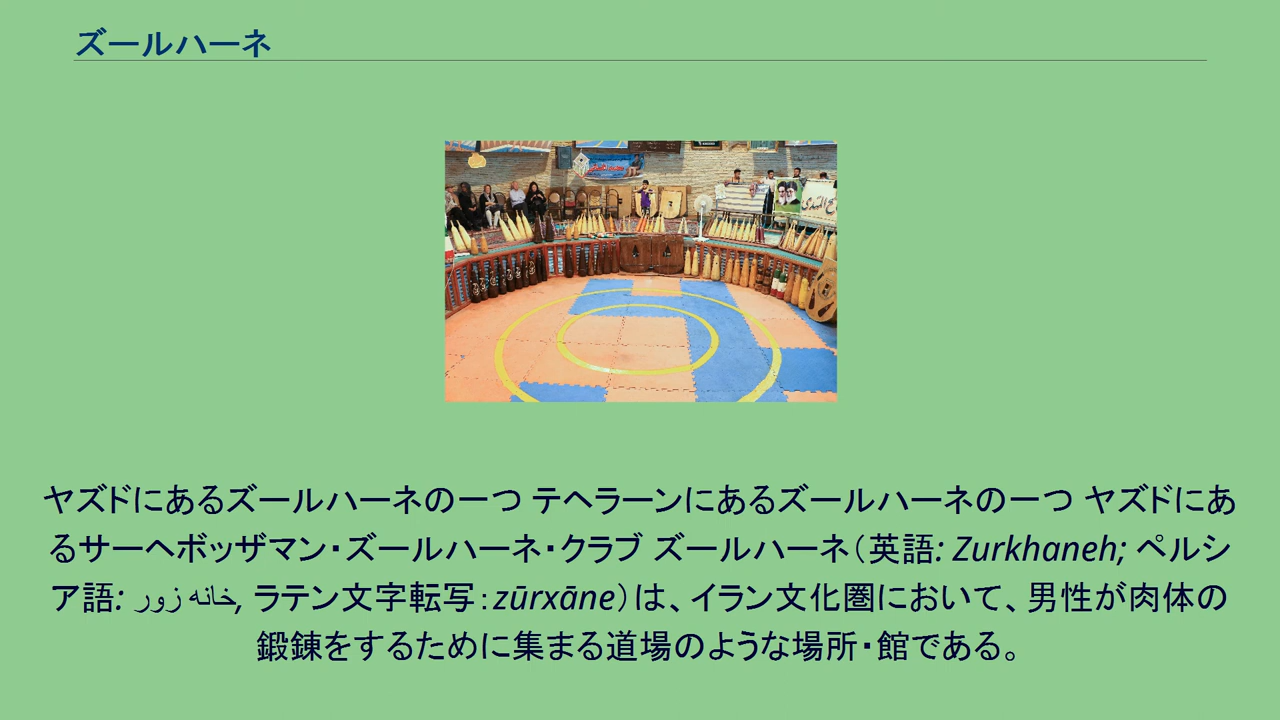 ズールハーネ
ヤズドにあるズールハーネの一つ テヘラーンにあるズールハーネの一つ ヤズドにあ
るサーヘボッザマン・ズールハーネ・クラブ ズールハーネ（英語: Zurkhaneh; ペルシ
ア語: خانه زور, ラテン文字転写：zūrxāne）は、イラン文化圏において、男性が肉体の
鍛錬をするために集まる道場のような場所・館である。